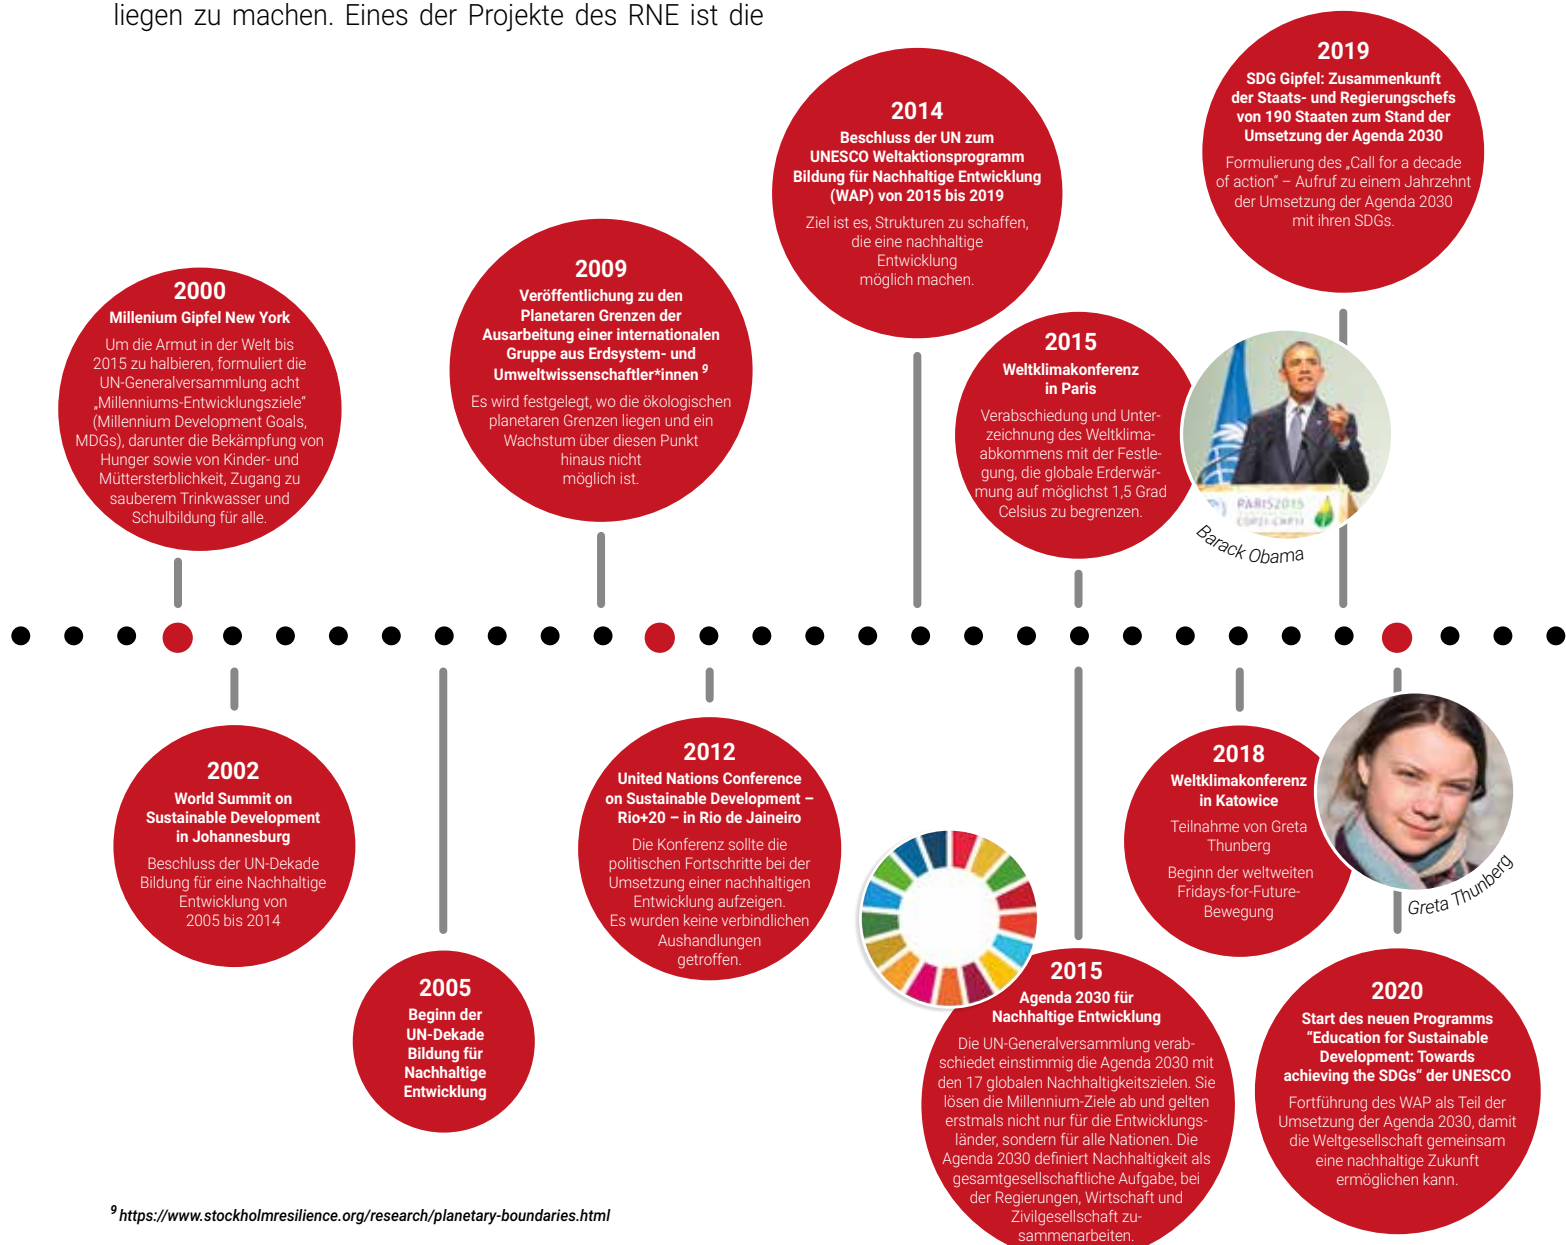 liegen zu machen. Eines der Projekte des RNE ist die
2000
Millenium Gipfel New York
Um die Armut in der Welt bis
2015 zu halbieren, formuliert die
UN-Generalversammlung acht
„Millenniums-Entwicklungsziele“
(Millennium Development Goals,
MDGs), darunter die Bekämpfung von
Hunger sowie von Kinder- und
Müttersterblichkeit, Zugang zu
sauberem Trinkwasser und
Schulbildung für alle.
2009
Veröffentlichung zu den
Planetaren Grenzen der
Ausarbeitung einer internationalen
Gruppe aus Erdsystem- und
Umweltwissenschaftler*innen 9
Es wird festgelegt, wo die ökologischen
planetaren Grenzen liegen und ein
Wachstum über diesen Punkt
hinaus nicht
möglich ist.
2014
Beschluss der UN zum
UNESCO Weltaktionsprogramm
Bildung für Nachhaltige Entwicklung
(WAP) von 2015 bis 2019
Ziel ist es, Strukturen zu schaffen,
die eine nachhaltige
Entwicklung
möglich machen.
2015
Weltklimakonferenz
in Paris
Verabschiedung und Unter-
zeichnung des Weltklima-
abkommens mit der Festle-
gung, die globale Erderwär-
mung auf möglichst 1,5 Grad
Celsius zu begrenzen.
PARIS2015
COP21·CMP11
Barack Obama
2019
SDG Gipfel: Zusammenkunft
der Staats- und Regierungschefs
von 190 Staaten zum Stand der
Umsetzung der Agenda 2030
Formulierung des „Call for a decade
of action“ – Aufruf zu einem Jahrzehnt
der Umsetzung der Agenda 2030
mit ihren SDGs.
2002
World Summit on
Sustainable Development
in Johannesburg
Beschluss der UN-Dekade
Bildung für eine Nachhaltige
Entwicklung von
2005 bis 2014
2005
Beginn der
UN-Dekade
Bildung für
Nachhaltige
Entwicklung
2012
United Nations Conference
on Sustainable Development –
Rio+20 – in Rio de Jaineiro
Die Konferenz sollte die
politischen Fortschritte bei der
Umsetzung einer nachhaltigen
Entwicklung aufzeigen.
Es wurden keine verbindlichen
Aushandlungen
getroffen.
2015
Agenda 2030 für
Nachhaltige Entwicklung
Die UN-Generalversammlung verab-
schiedet einstimmig die Agenda 2030 mit
den 17 globalen Nachhaltigkeitszielen. Sie
lösen die Millennium-Ziele ab und gelten
erstmals nicht nur für die Entwicklungs-
länder, sondern für alle Nationen. Die
Agenda 2030 definiert Nachhaltigkeit als
gesamtgesellschaftliche Aufgabe, bei
der Regierungen, Wirtschaft und
Zivilgesellschaft zu-
sammenarbeiten.
2018
Weltklimakonferenz
in Katowice
Teilnahme von Greta
Thunberg
Beginn der weltweiten
Fridays-for-Future-
Bewegung
Greta Thunberg
2020
Start des neuen Programms
“Education for Sustainable
Development: Towards
achieving the SDGs“ der UNESCO
Fortführung des WAP als Teil der
Umsetzung der Agenda 2030, damit
die Weltgesellschaft gemeinsam
eine nachhaltige Zukunft
ermöglichen kann.
9 https://www.stockholmresilience.org/research/planetary-boundaries.html